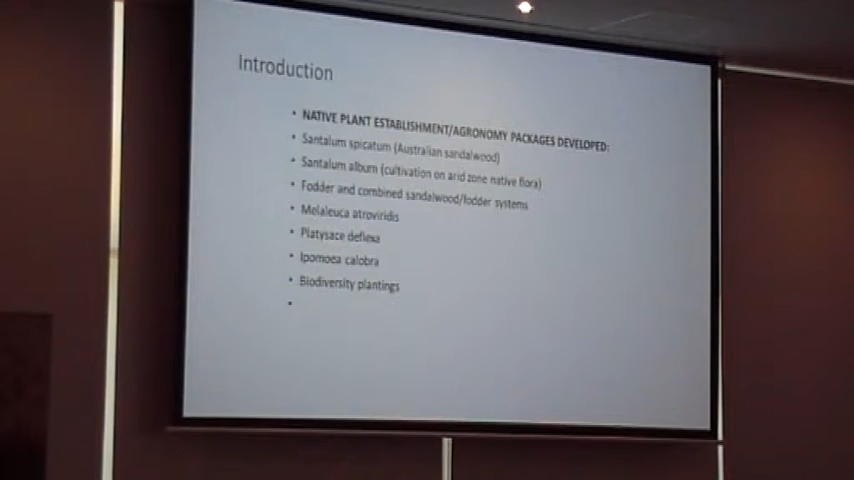 Introduction
• NATIVE PLANT ESTABLISHMENT/AGRONOMY PACKAGES DEVELOPED:
• Santalum spicatum (Australian sandalwood)
• Santalum album (cultivation on arid zone native flora)
• Fodder and combined sandalwood/fodder systems
• Melaleuca atroviridis
• Platysace deflexa
• Ipomoea calobra
• Biodiversity plantings
•